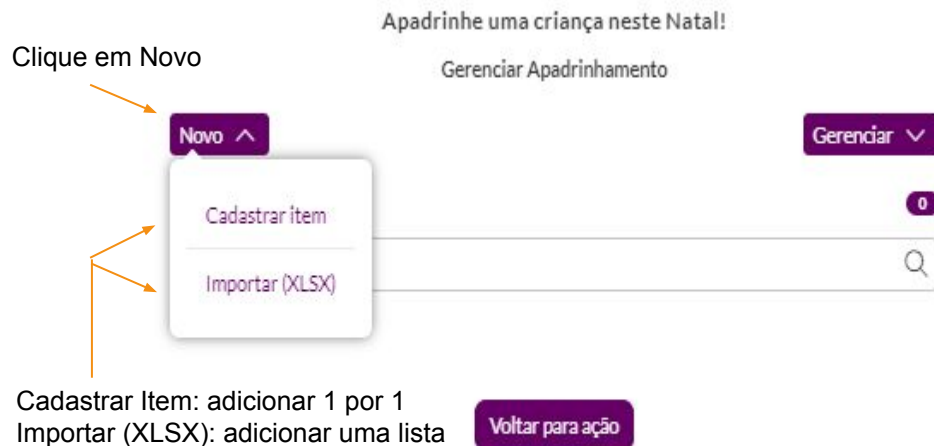 Apadrinhe uma criança neste Natal!
Clique em Novo
Gerenciar Apadrinhamento
Novo
Gerenciar
Cadastrar item
0
Importar (XLSX)
Cadastrar Item: adicionar 1 por 1
Importar (XLSX): adicionar uma lista
Voltar para ação